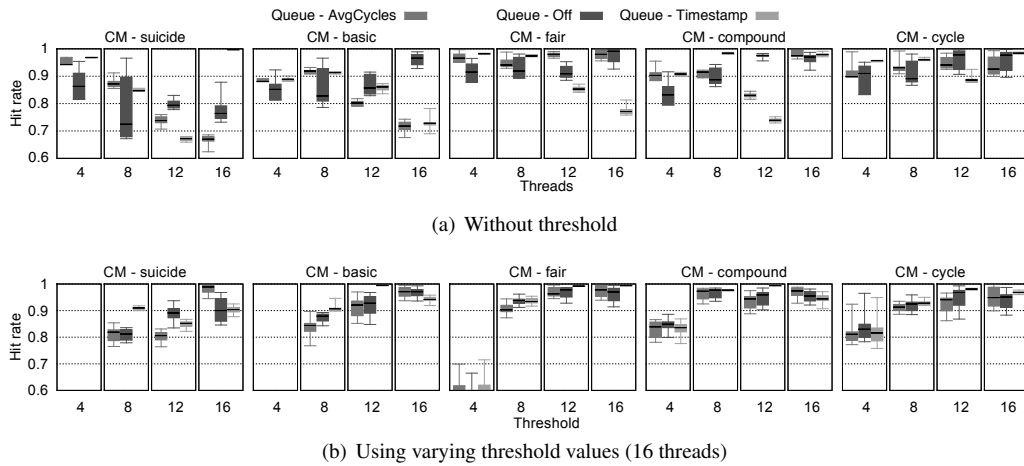 Queue - AvgCycles Queue - Off Queue - Timestamp
CM - suicide CM - basic CM - fair CM - compound CM - cycle
1
0.9
0.8
0.7
0.6
Hit rate
4 8 12 16 4 8 12 16 4 8 12 16 4 8 12 16 4 8 12 16
Threads
(a) Without threshold
CM - suicide CM - basic CM - fair CM - compound CM - cycle
1
0.9
0.8
0.7
0.6
Hit rate
4 8 12 16 4 8 12 16 4 8 12 16 4 8 12 16 4 8 12 16
Threshold
(b) Using varying threshold values (16 threads)